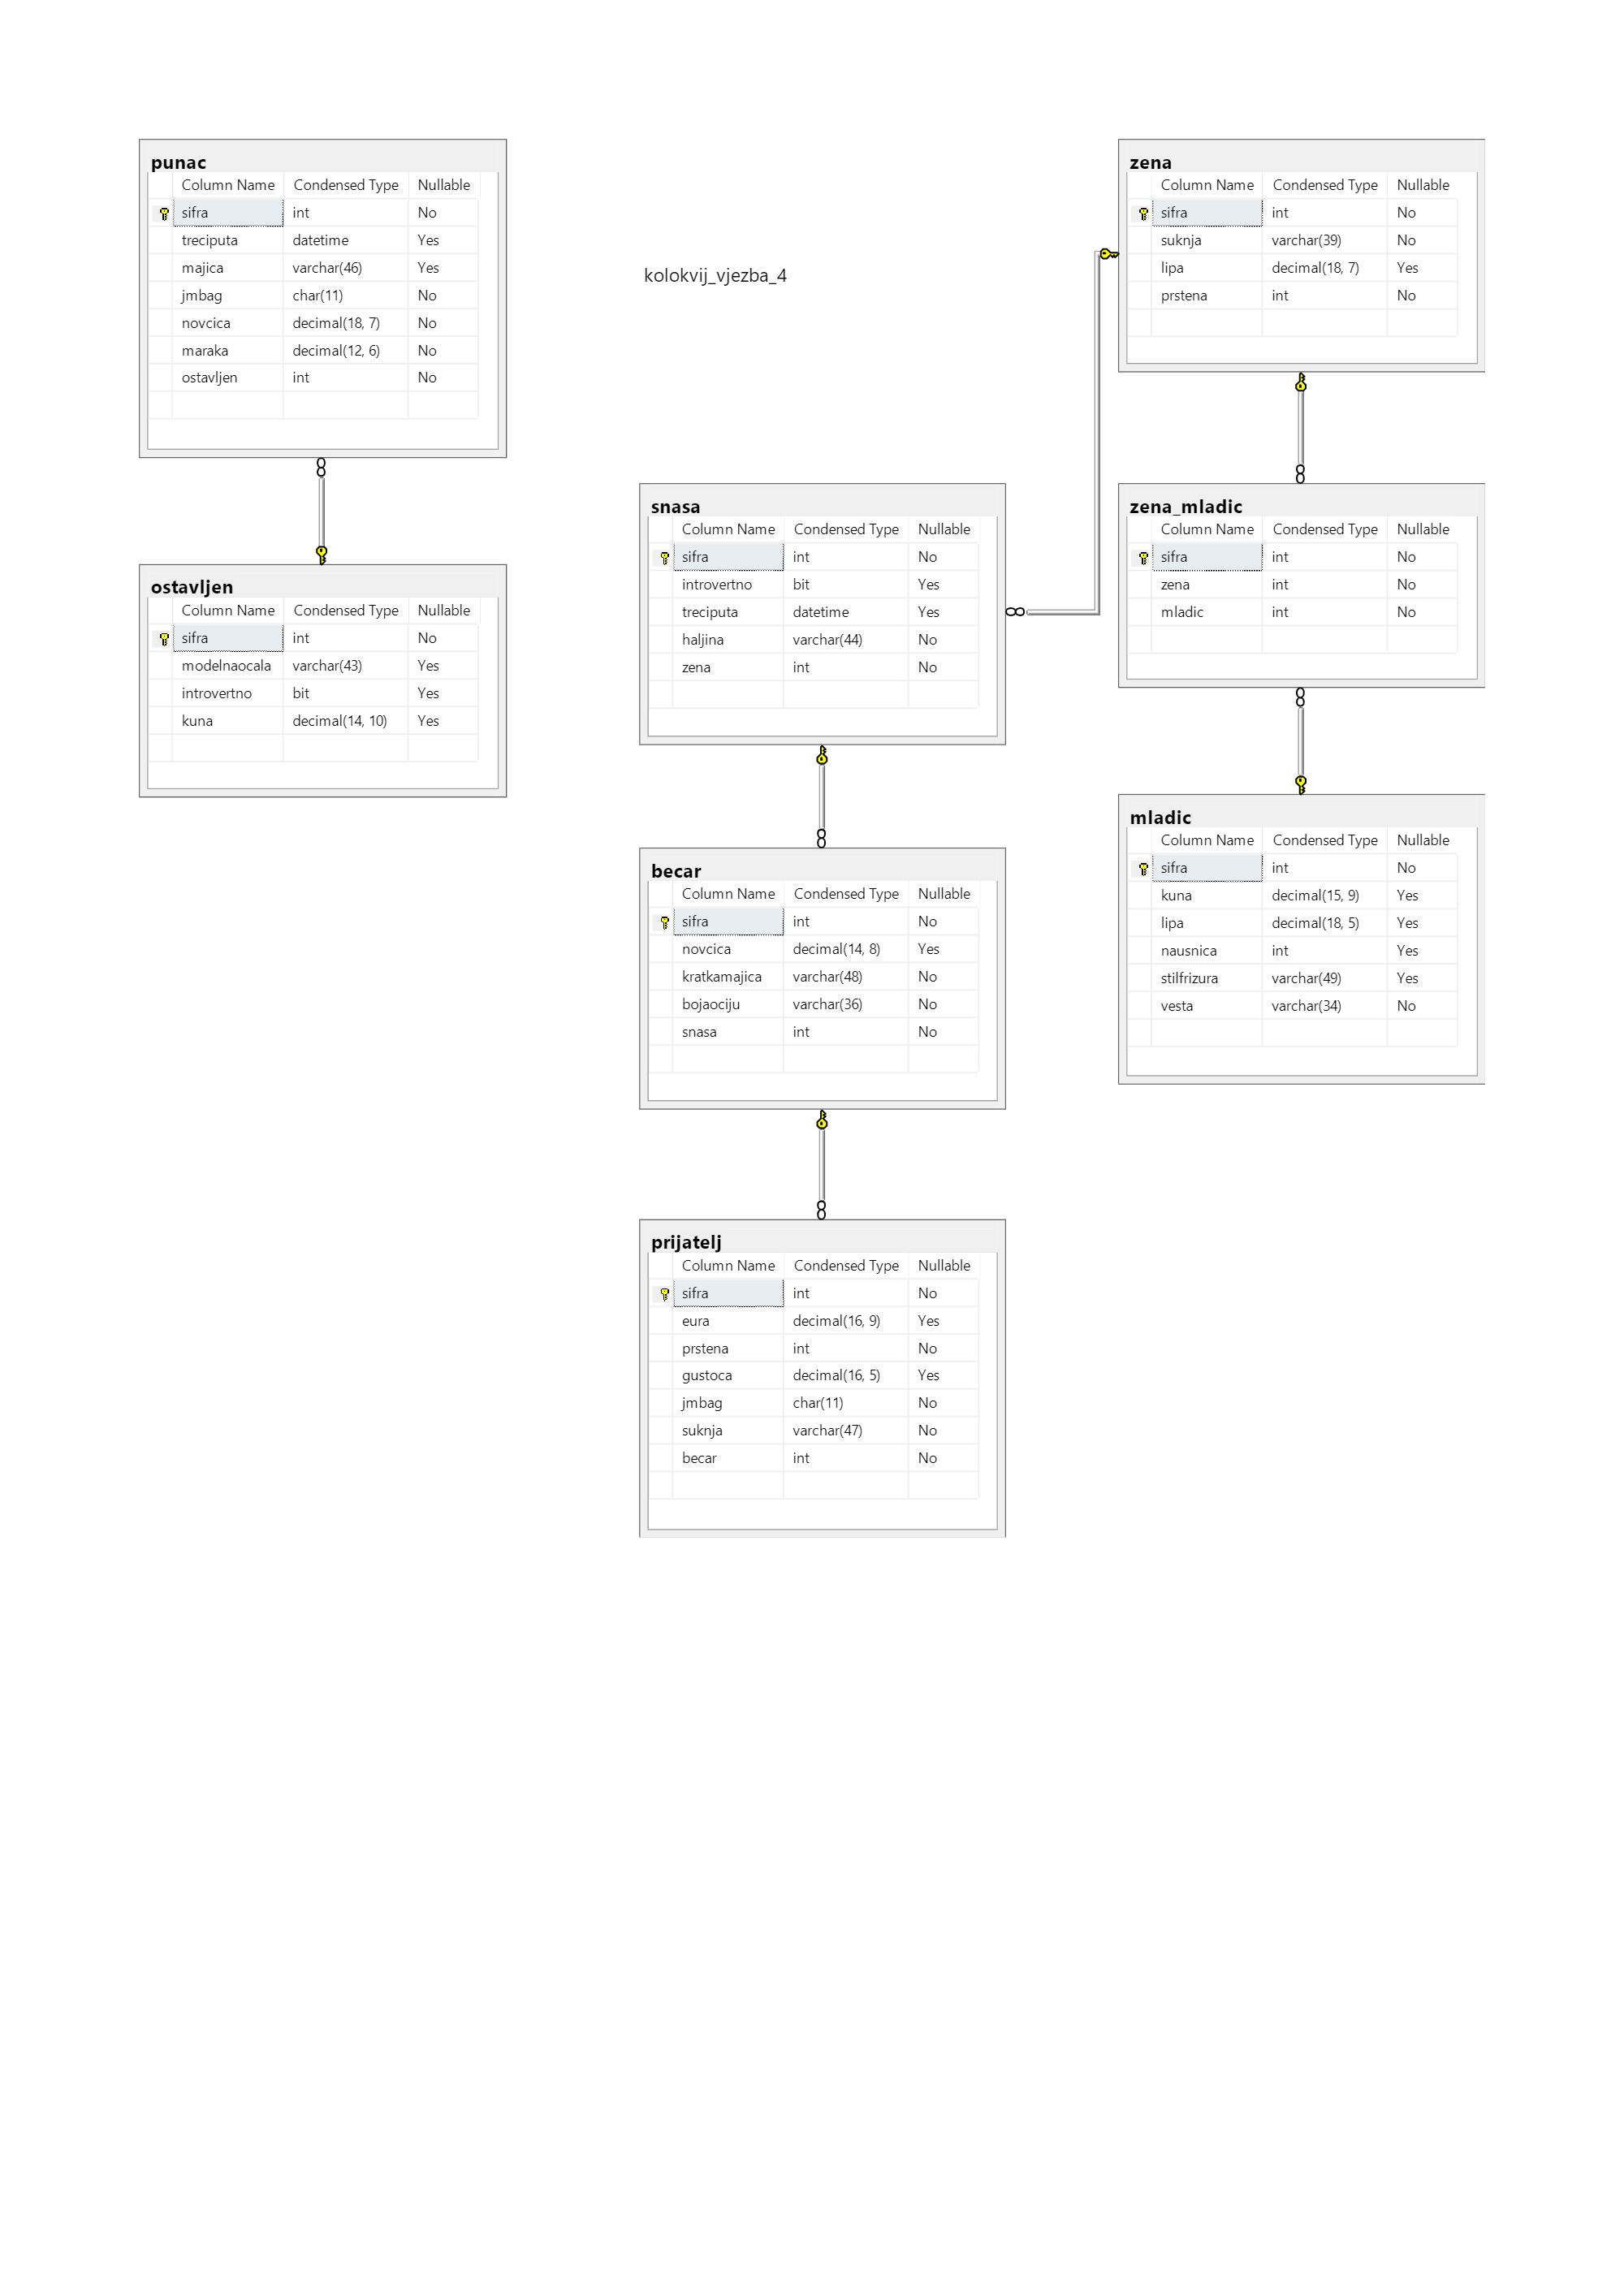 punac
Column Name Condensed Type Nullable
sifra int No
treciputa datetime Yes
majica varchar(46) Yes
jmbag char(11) No
novcica decimal(18, 7) No
maraka decimal(12, 6) No
ostavljen int No
ostavljen
Column Name Condensed Type Nullable
sifra int No
modelnaocala varchar(43) Yes
introvertno bit Yes
kuna decimal(14, 10) Yes
kolokvij_vjezba_4
snasa
Column Name Condensed Type Nullable
sifra int No
introvertno bit Yes
treciputa datetime Yes
haljina varchar(44) No
zena int No
becar
Column Name Condensed Type Nullable
sifra int No
novcica decimal(14, 8) Yes
kratkamajica varchar(48) No
bojaociju varchar(36) No
snasa int No
prijatelj
Column Name Condensed Type Nullable
sifra int No
eura decimal(16, 9) Yes
prstena int No
gustoca decimal(16, 5) Yes
jmbag char(11) No
suknja varchar(47) No
becar int No
zena
Column Name Condensed Type Nullable
sifra int No
suknja varchar(39) No
lipa decimal(18, 7) Yes
prstena int No
zena_mladic
Column Name Condensed Type Nullable
sifra int No
zena int No
mladic int No
mladic
Column Name Condensed Type Nullable
sifra int No
kuna decimal(15, 9) Yes
lipa decimal(18, 5) Yes
nausnica int Yes
stilfrizura varchar(49) Yes
vesta varchar(34) No